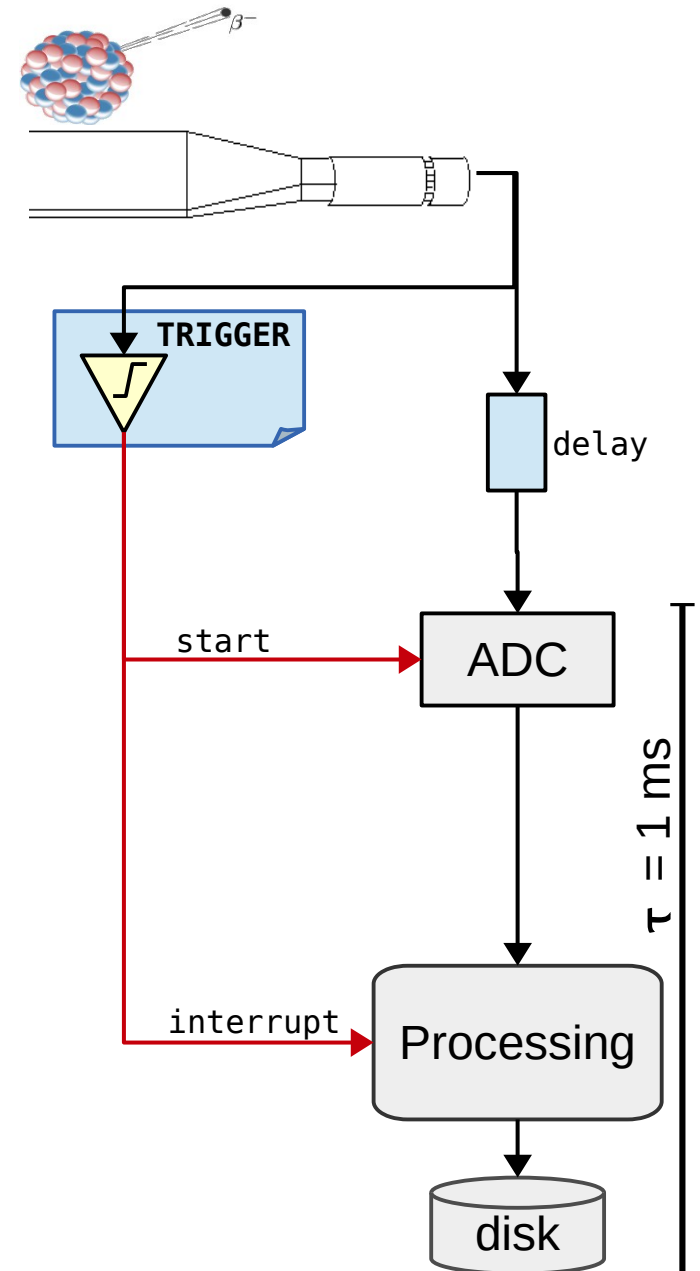 β⁻
TRIGGER
delay
start
ADC
τ = 1 ms
interrupt
Processing
disk